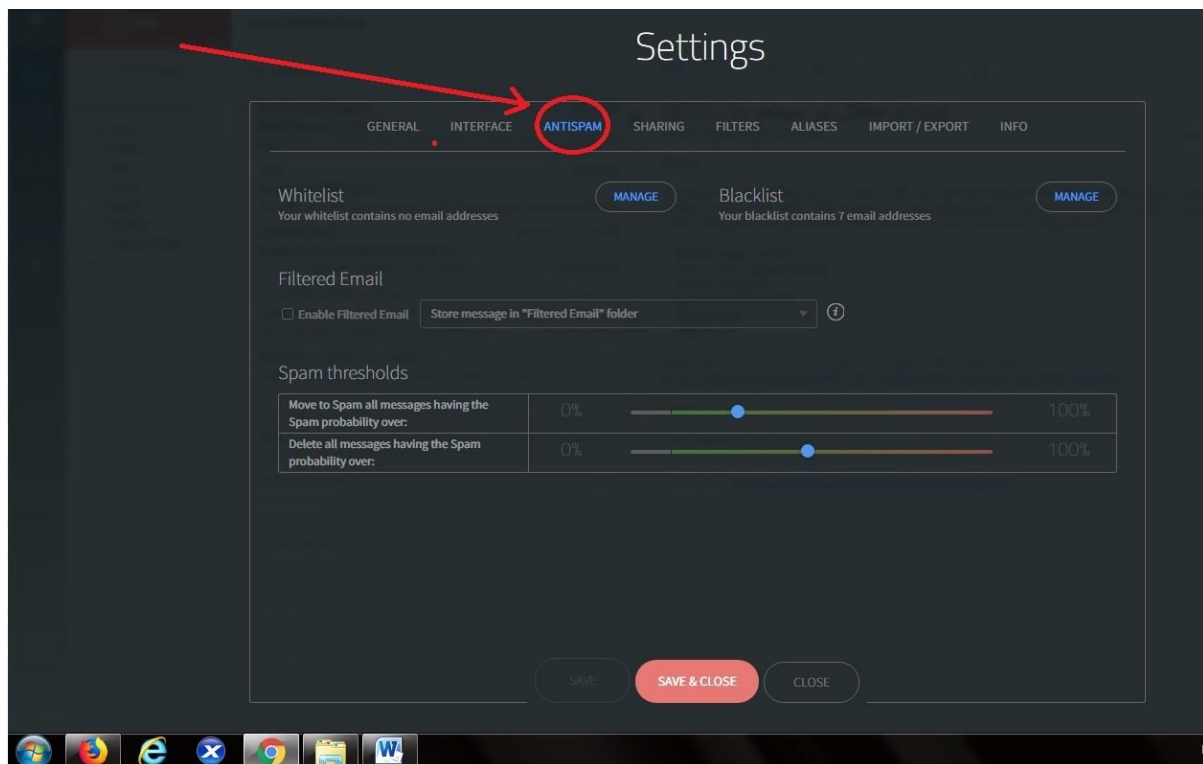 Settings
GENERAL INTERFACE ANTISPAM SHARING FILTERS ALIASES IMPORT / EXPORT INFO
Whitelist
Your whitelist contains no email addresses
MANAGE
Blacklist
Your blacklist contains 7 email addresses
MANAGE
Filtered Email
Enable Filtered Email Store message in "Filtered Email" folder
Spam thresholds
Move to Spam all messages having the
Spam probability over:
0% 100%
Delete all messages having the Spam
probability over:
0% 100%
SAVE SAVE & CLOSE CLOSE